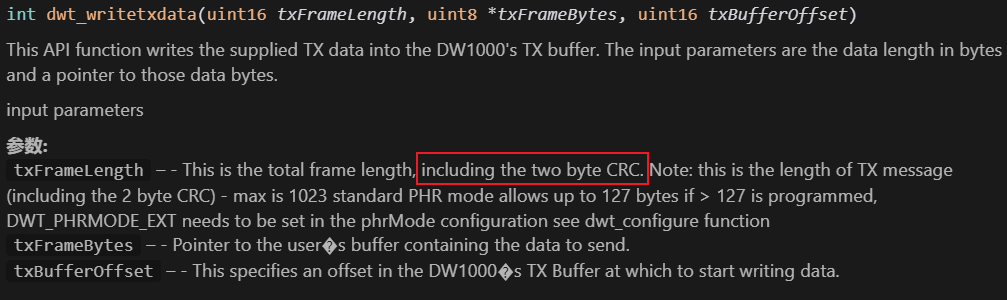 int dwt_writetxdata(uint16 txFrameLength, uint8 *txFrameBytes, uint16 txBufferOffset)
This API function writes the supplied TX data into the DW1000's TX buffer. The input parameters are the data length in bytes
and a pointer to those data bytes.
input parameters
参数:
txFrameLength – - This is the total frame length, including the two byte CRC. Note: this is the length of TX message
(including the 2 byte CRC) - max is 1023 standard PHR mode allows up to 127 bytes if > 127 is programmed,
DWT_PHRMODE_EXT needs to be set in the phrMode configuration see dwt_configure function
txFrameBytes – - Pointer to the user�s buffer containing the data to send.
txBufferOffset – - This specifies an offset in the DW1000�s TX Buffer at which to start writing data.